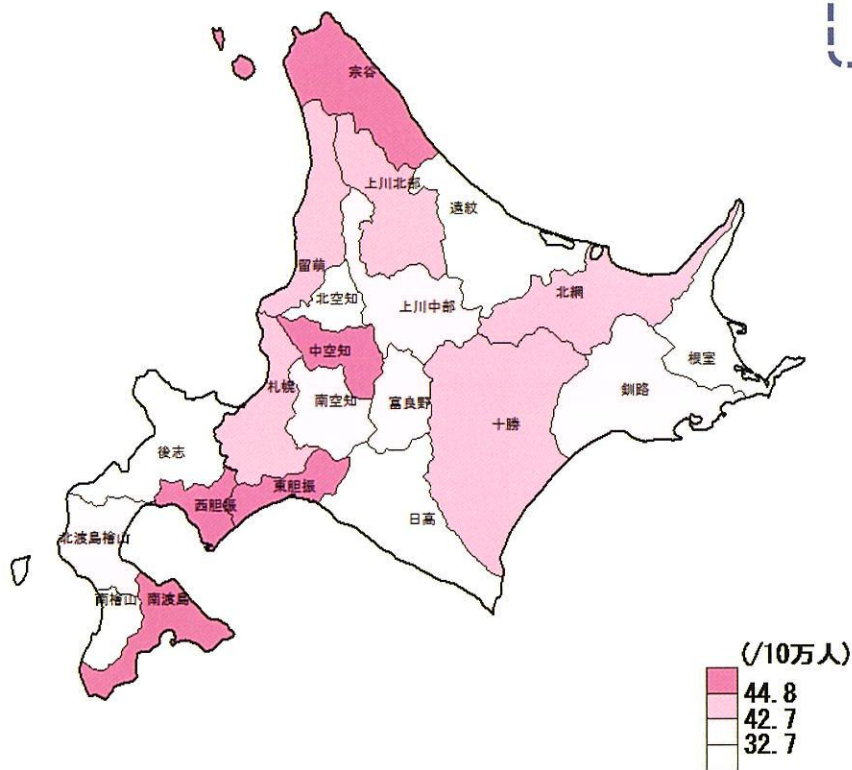 宗谷
上川北部
遠紋
留萌
北空知
上川中部
北網
中空知
札幌
南空知
富良野
十勝
釧路
根室
後志
西胆振
東胆振
日高
北渡島檜山
南檜山
南渡島
(/10万人)
44.8
42.7
32.7